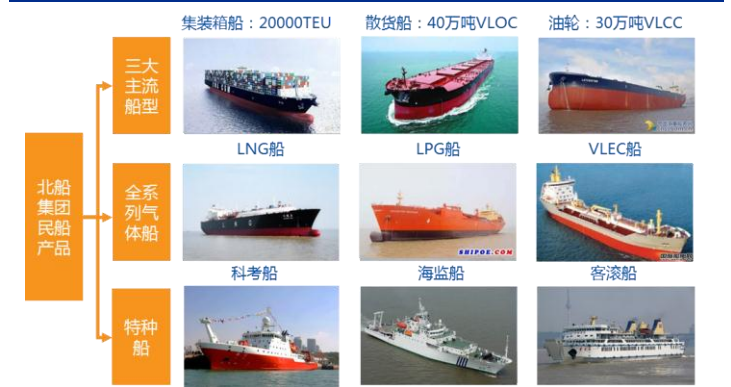 集装箱船：20000TEU
散货船：40万吨VLOC
油轮：30万吨VLCC
三大
主流
船型
LNG船
LPG船
VLEC船
北船
集团
民船
产品
全系
列气
体船
SHIPOE.COM
科考船
海监船
客滚船
特种
船